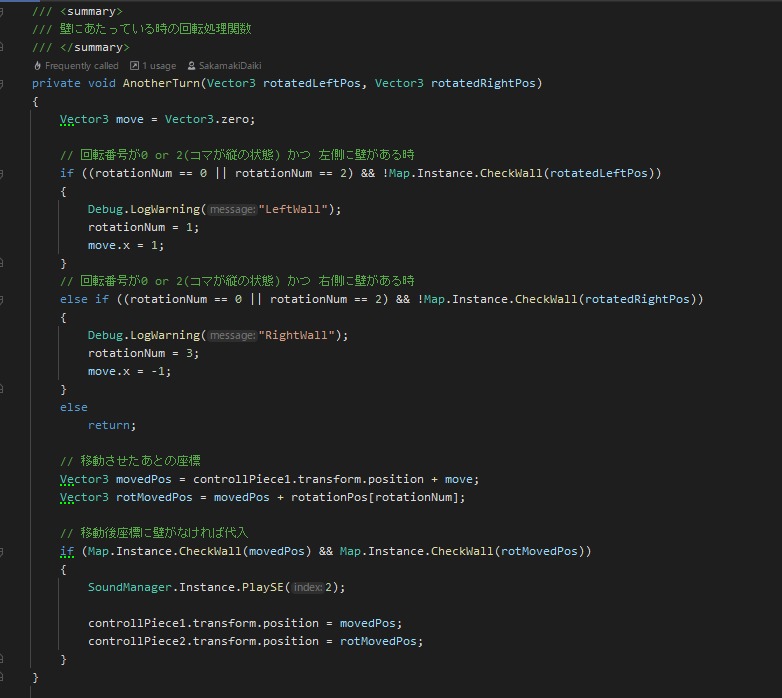 /// <summary>
/// 壁にあたっている時の回転処理関数
/// </summary>
Frequently called 1 usage SakamakiDaiki
private void AnotherTurn(Vector3 rotatedLeftPos, Vector3 rotatedRightPos)
{
Vector3 move = Vector3.zero;
// 回転番号が0 or 2(コマが縦の状態) かつ 左側に壁がある時
if ((rotationNum == 0 || rotationNum == 2) && !Map.Instance.CheckWall(rotatedLeftPos))
{
Debug.LogWarning(message:"LeftWall");
rotationNum = 1;
move.x = 1;
}
// 回転番号が0 or 2(コマが縦の状態) かつ 右側に壁がある時
else if ((rotationNum == 0 || rotationNum == 2) && !Map.Instance.CheckWall(rotatedRightPos))
{
Debug.LogWarning(message:"RightWall");
rotationNum = 3;
move.x = -1;
}
else
return;
// 移動させたあとの座標
Vector3 movedPos = controllPiece1.transform.position + move;
Vector3 rotMovedPos = movedPos + rotationPos[rotationNum];
// 移動後座標に壁がなければ代入
if (Map.Instance.CheckWall(movedPos) && Map.Instance.CheckWall(rotMovedPos))
{
SoundManager.Instance.PlaySE(index:2);
controllPiece1.transform.position = movedPos;
controllPiece2.transform.position = rotMovedPos;
}
}